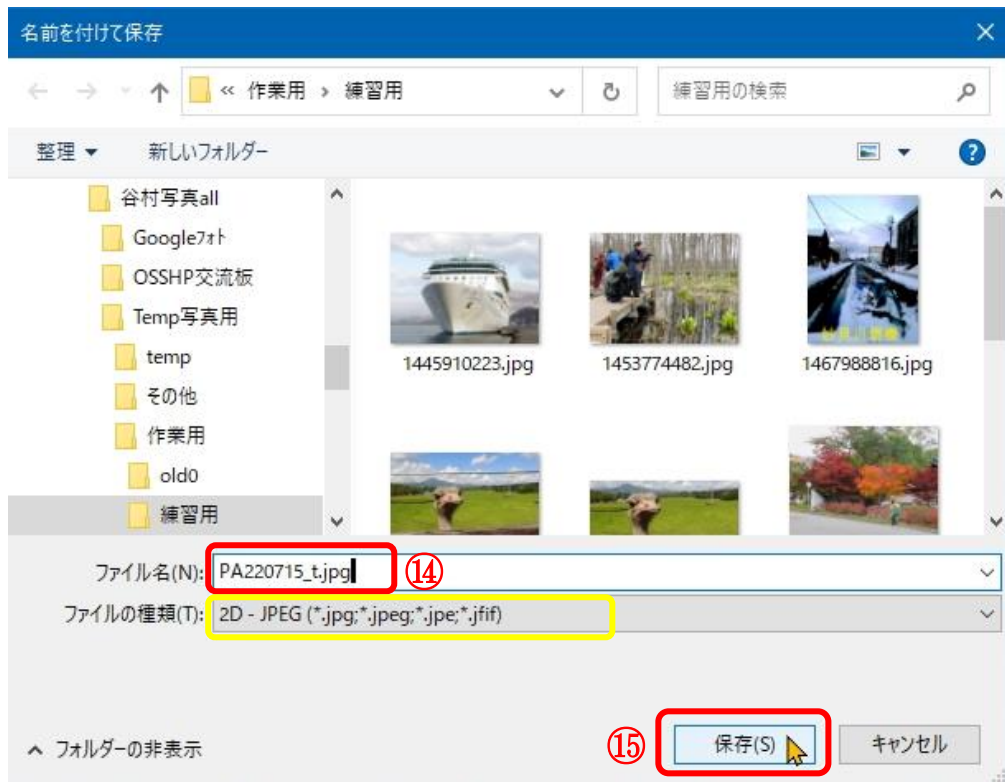 名前を付けて保存
« 作業用 › 練習用
練習用の検索
整理
新しいフォルダー
谷村写真all
Googleフォト
OSSHP交流板
Temp写真用
temp
その他
作業用
old0
練習用
1445910223.jpg
1453774482.jpg
1467988816.jpg
ファイル名(N): PA220715_t.jpg ⑭
ファイルの種類(T): 2D - JPEG (*.jpg;*.jpeg;*.jpe;*.jfif)
フォルダーの非表示
⑮ 保存(S) キャンセル